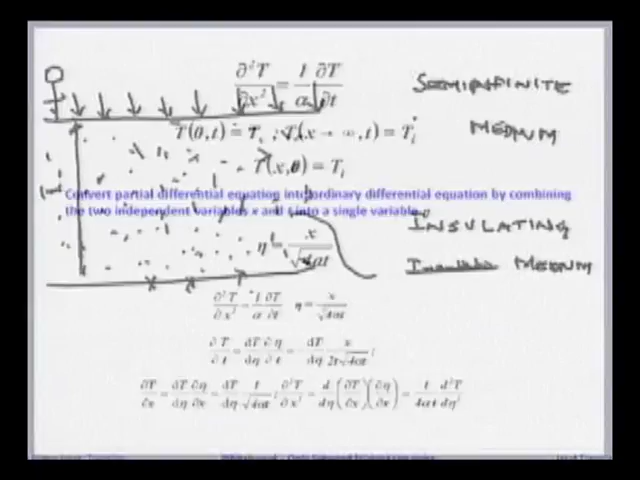 ∂²T/∂x² = 1/α ∂T/∂t
SEMIINFINITE
MEDIUM
T(0,t) = Tₛ ; T(x → ∞, t) = Tᵢ
T(x,0) = Tᵢ
Convert partial differential equation into ordinary differential equation by combining
the two independent variables x and t into a single variable
INSULATING
MEDIUM
η = x/√4αt
∂²T/∂x² = 1/α ∂T/∂t η = x/√4αt
∂T/∂t = dT/dη ∂η/∂t = - dT/dη x/2t√4αt ;
∂T/∂x = dT/dη ∂η/∂x = dT/dη 1/√4αt ; ∂²T/∂x² = d/dη (∂T/∂x)(∂η/∂x) = 1/4αt d²T/dη²